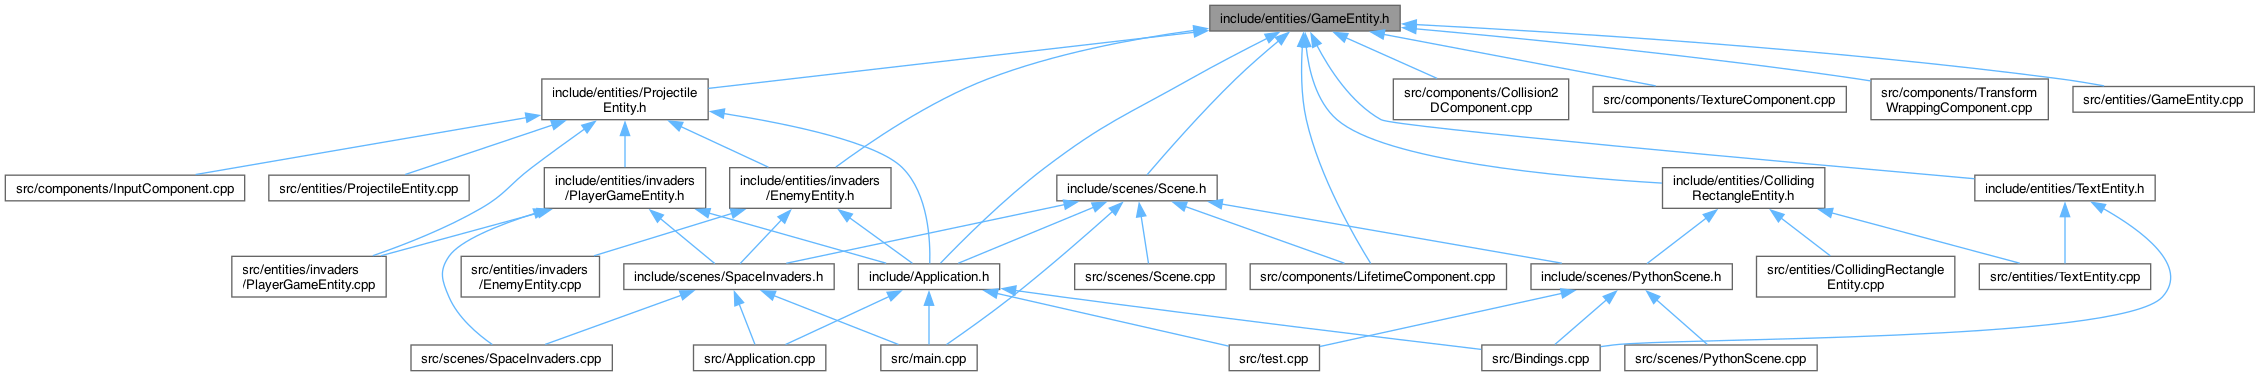 include/entities/GameEntity.h
include/entities/Projectile
Entity.h
src/components/Collision2
DComponent.cpp
src/components/TextureComponent.cpp
src/components/Transform
WrappingComponent.cpp
src/entities/GameEntity.cpp
src/components/InputComponent.cpp
src/entities/ProjectileEntity.cpp
include/entities/invaders
/PlayerGameEntity.h
include/entities/invaders
/EnemyEntity.h
include/scenes/Scene.h
include/entities/Colliding
RectangleEntity.h
include/entities/TextEntity.h
src/entities/invaders
/PlayerGameEntity.cpp
src/entities/invaders
/EnemyEntity.cpp
include/scenes/SpaceInvaders.h
include/Application.h
src/scenes/Scene.cpp
src/components/LifetimeComponent.cpp
include/scenes/PythonScene.h
src/entities/CollidingRectangle
Entity.cpp
src/entities/TextEntity.cpp
src/scenes/SpaceInvaders.cpp
src/Application.cpp
src/main.cpp
src/test.cpp
src/Bindings.cpp
src/scenes/PythonScene.cpp